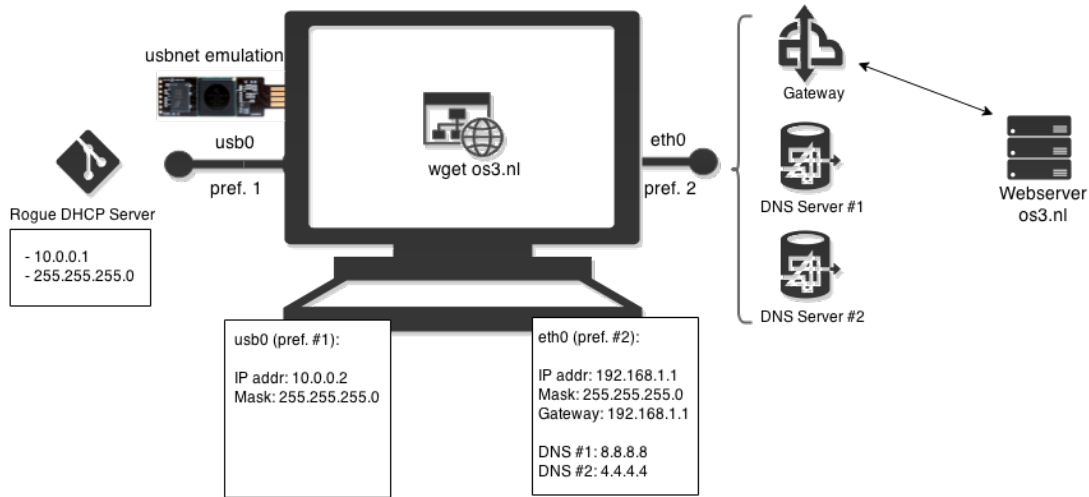 usbnet emulation
usb0
pref. 1
Rogue DHCP Server
- 10.0.0.1
- 255.255.255.0
wget os3.nl
eth0
pref. 2
Gateway
DNS Server #1
DNS Server #2
Webserver
os3.nl
usb0 (pref. #1):
IP addr: 10.0.0.2
Mask: 255.255.255.0
eth0 (pref. #2):
IP addr: 192.168.1.1
Mask: 255.255.255.0
Gateway: 192.168.1.1
DNS #1: 8.8.8.8
DNS #2: 4.4.4.4